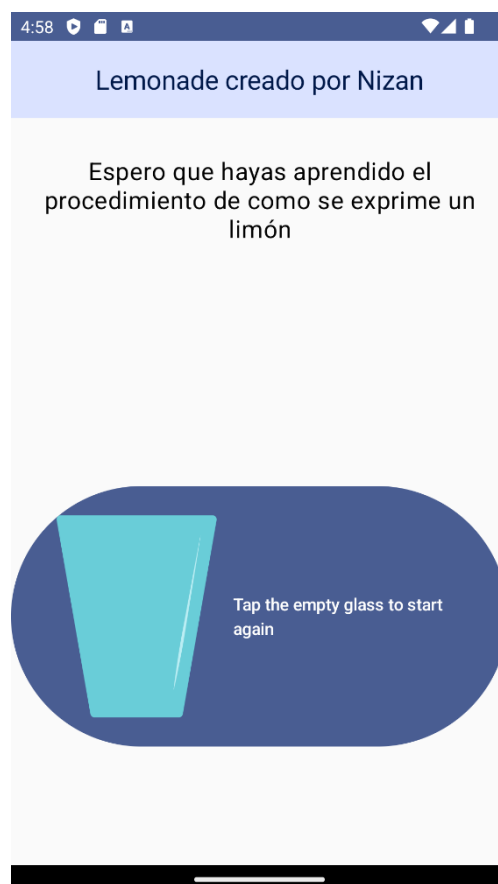 4:58
Lemonade creado por Nizan
Espero que hayas aprendido el
procedimiento de como se exprime un
limón
Tap the empty glass to start
again